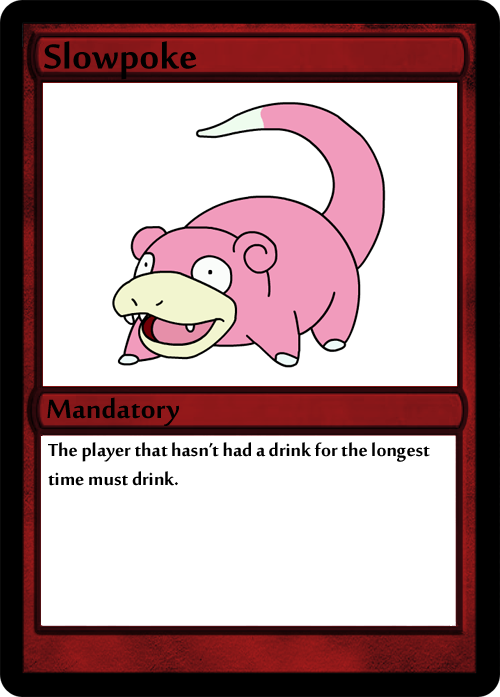 Slowpoke
Mandatory
The player that hasn't had a drink for the longest
time must drink.